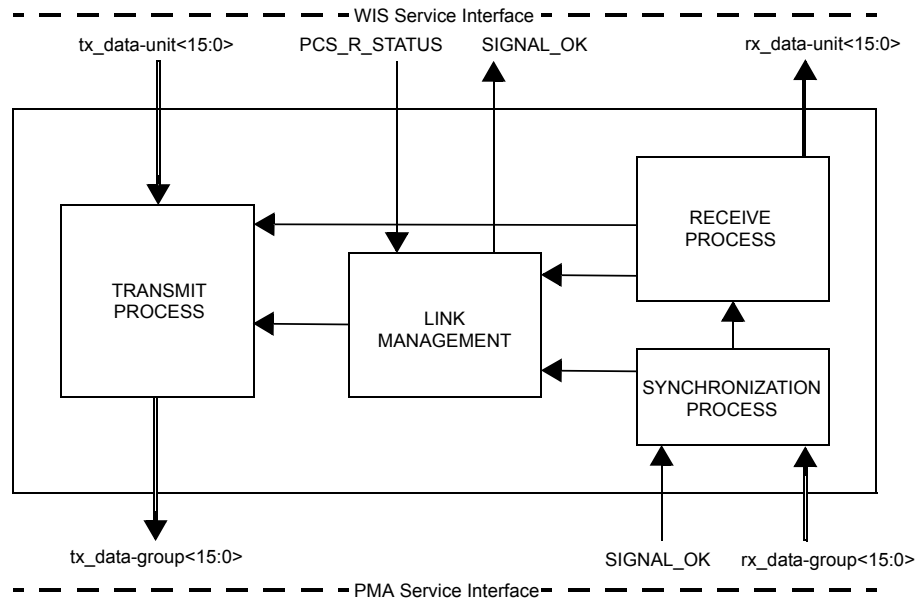 WIS Service Interface
tx_data-unit<15:0>
PCS_R_STATUS
SIGNAL_OK
rx_data-unit<15:0>
RECEIVE
PROCESS
TRANSMIT
PROCESS
LINK
MANAGEMENT
SYNCHRONIZATION
PROCESS
tx_data-group<15:0>
SIGNAL_OK
rx_data-group<15:0>
PMA Service Interface